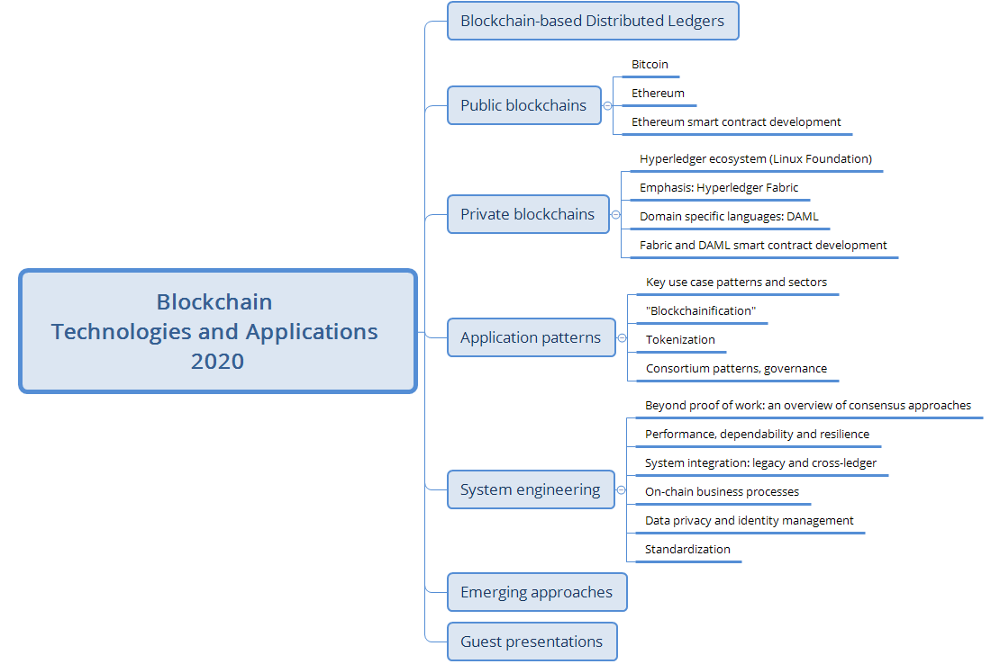 Blockchain
Technologies and Applications
2020
Blockchain-based Distributed Ledgers
Public blockchains
Bitcoin
Ethereum
Ethereum smart contract development
Private blockchains
Hyperledger ecosystem (Linux Foundation)
Emphasis: Hyperledger Fabric
Domain specific languages: DAML
Fabric and DAML smart contract development
Application patterns
Key use case patterns and sectors
"Blockchainification"
Tokenization
Consortium patterns, governance
System engineering
Beyond proof of work: an overview of consensus approaches
Performance, dependability and resilience
System integration: legacy and cross-ledger
On-chain business processes
Data privacy and identity management
Standardization
Emerging approaches
Guest presentations